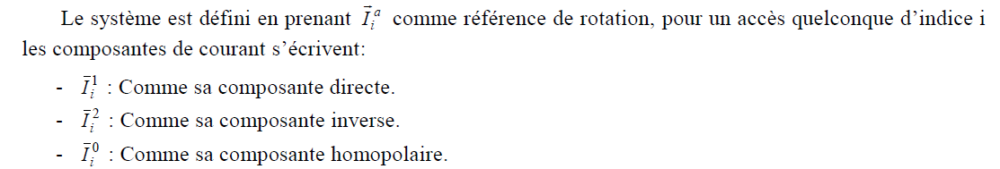 Le système est défini en prenant $\bar{I}_i^a$ comme référence de rotation, pour un accès quelconque d’indice i
les composantes de courant s’écrivent:
- $\bar{I}_i^1$ : Comme sa composante directe.
- $\bar{I}_i^2$ : Comme sa composante inverse.
- $\bar{I}_i^0$ : Comme sa composante homopolaire.